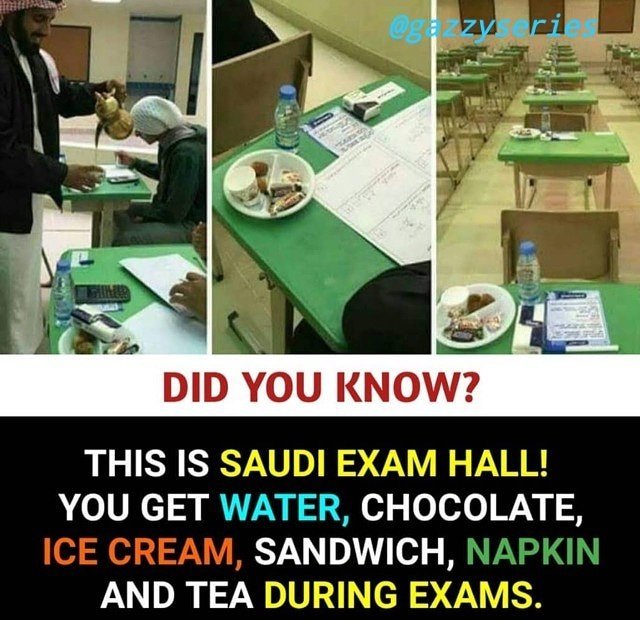 @gazzyseries
DID YOU KNOW?
THIS IS SAUDI EXAM HALL!
YOU GET WATER, CHOCOLATE,
ICE CREAM, SANDWICH, NAPKIN
AND TEA DURING EXAMS.